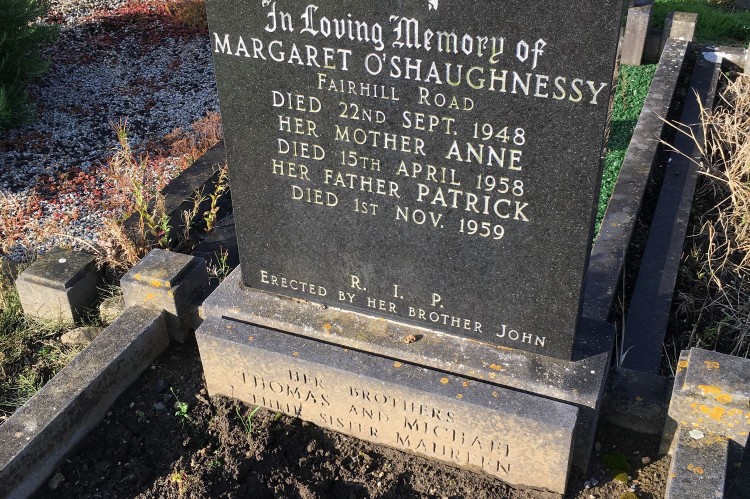 In Loving Memory of
MARGARET O'SHAUGHNESSY
FAIRHILL ROAD
DIED 22ND SEPT. 1948
HER MOTHER ANNE
DIED 15TH APRIL 1958
HER FATHER PATRICK
DIED 1ST NOV. 1959
R. I. P.
ERECTED BY HER BROTHER JOHN
HER BROTHERS
THOMAS AND MICHAEL
THEIR SISTER MAUREEN